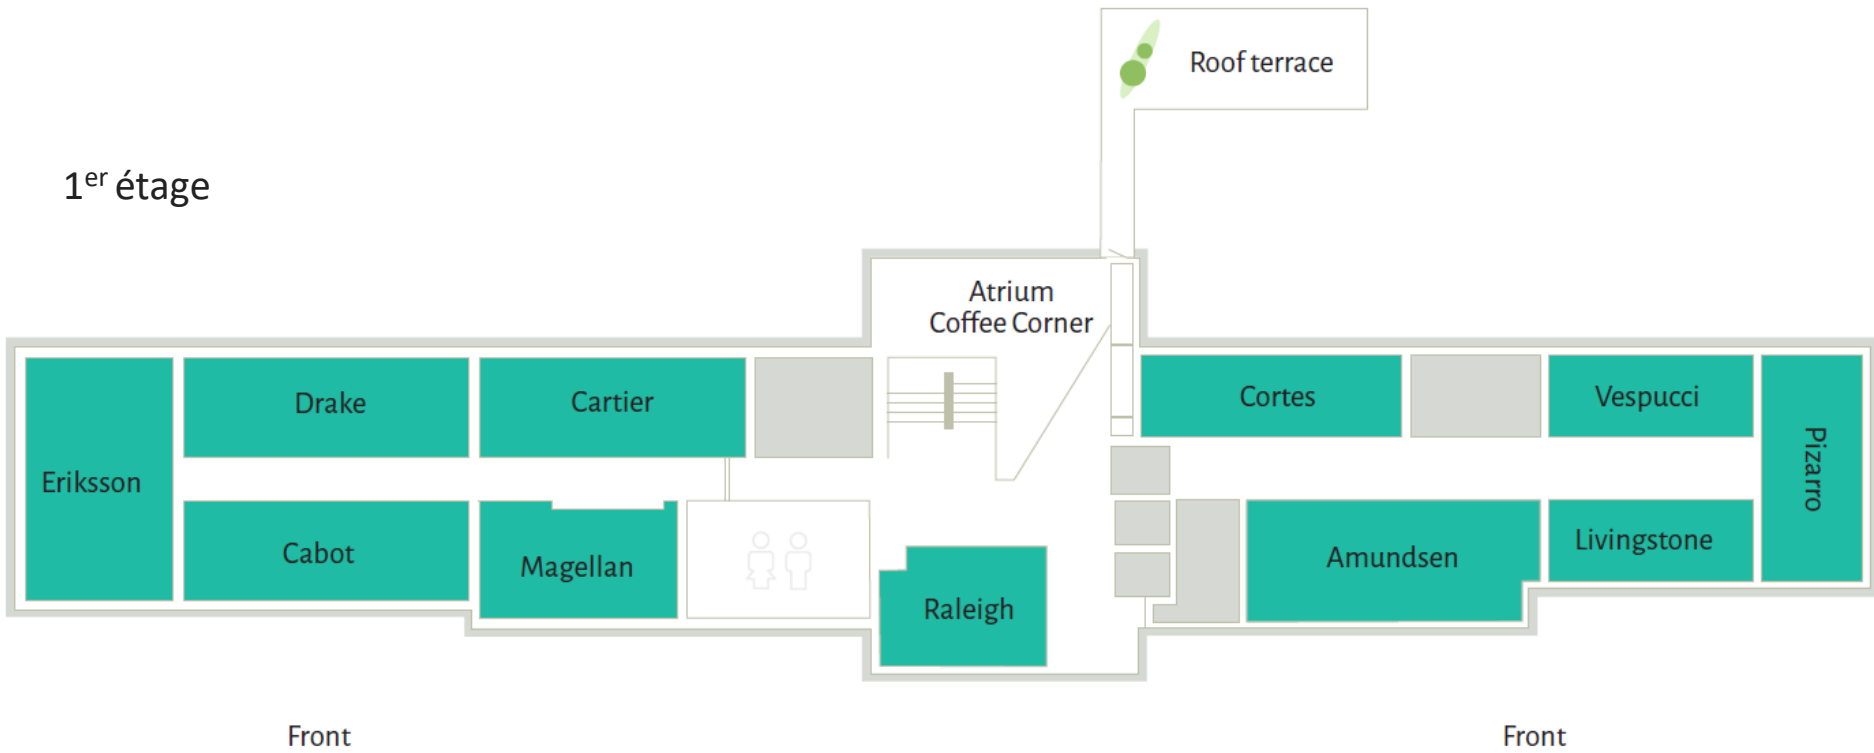 Roof terrace
1er étage
Atrium
Coffee Corner
Drake
Cartier
Cortes
Vespucci
Pizarro
Eriksson
Cabot
Magellan
Raleigh
Amundsen
Livingstone
Front
Front